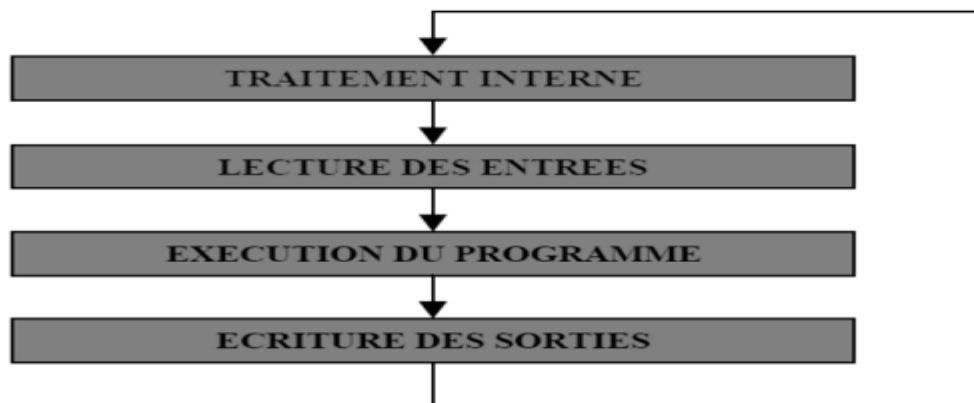 TRAITEMENT INTERNE
LECTURE DES ENTREES
EXECUTION DU PROGRAMME
ECRITURE DES SORTIES